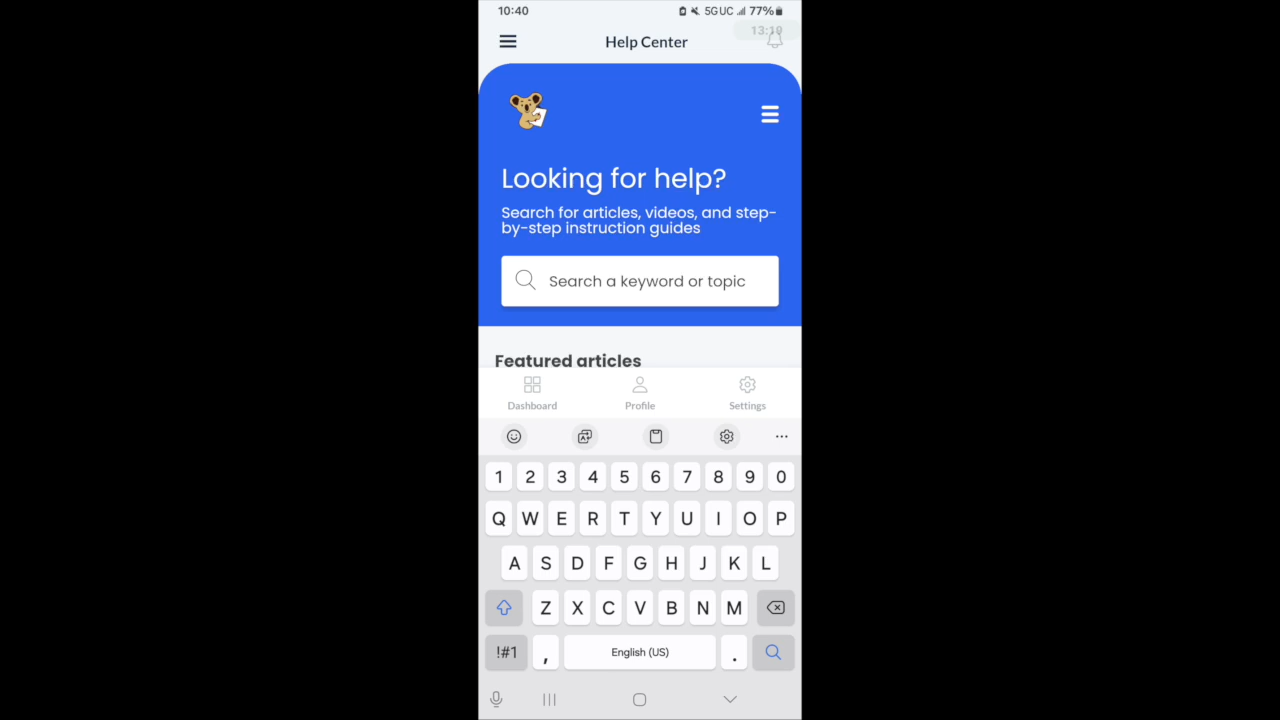 10:40 5G UC 77%
13:10
Help Center
Looking for help?
Search for articles, videos, and step-
by-step instruction guides
Search a keyword or topic
Featured articles
Dashboard Profile Settings
1 2 3 4 5 6 7 8 9 0
Q W E R T Y U I O P
A S D F G H J K L
Z X C V B N M
!#1 , English (US) .